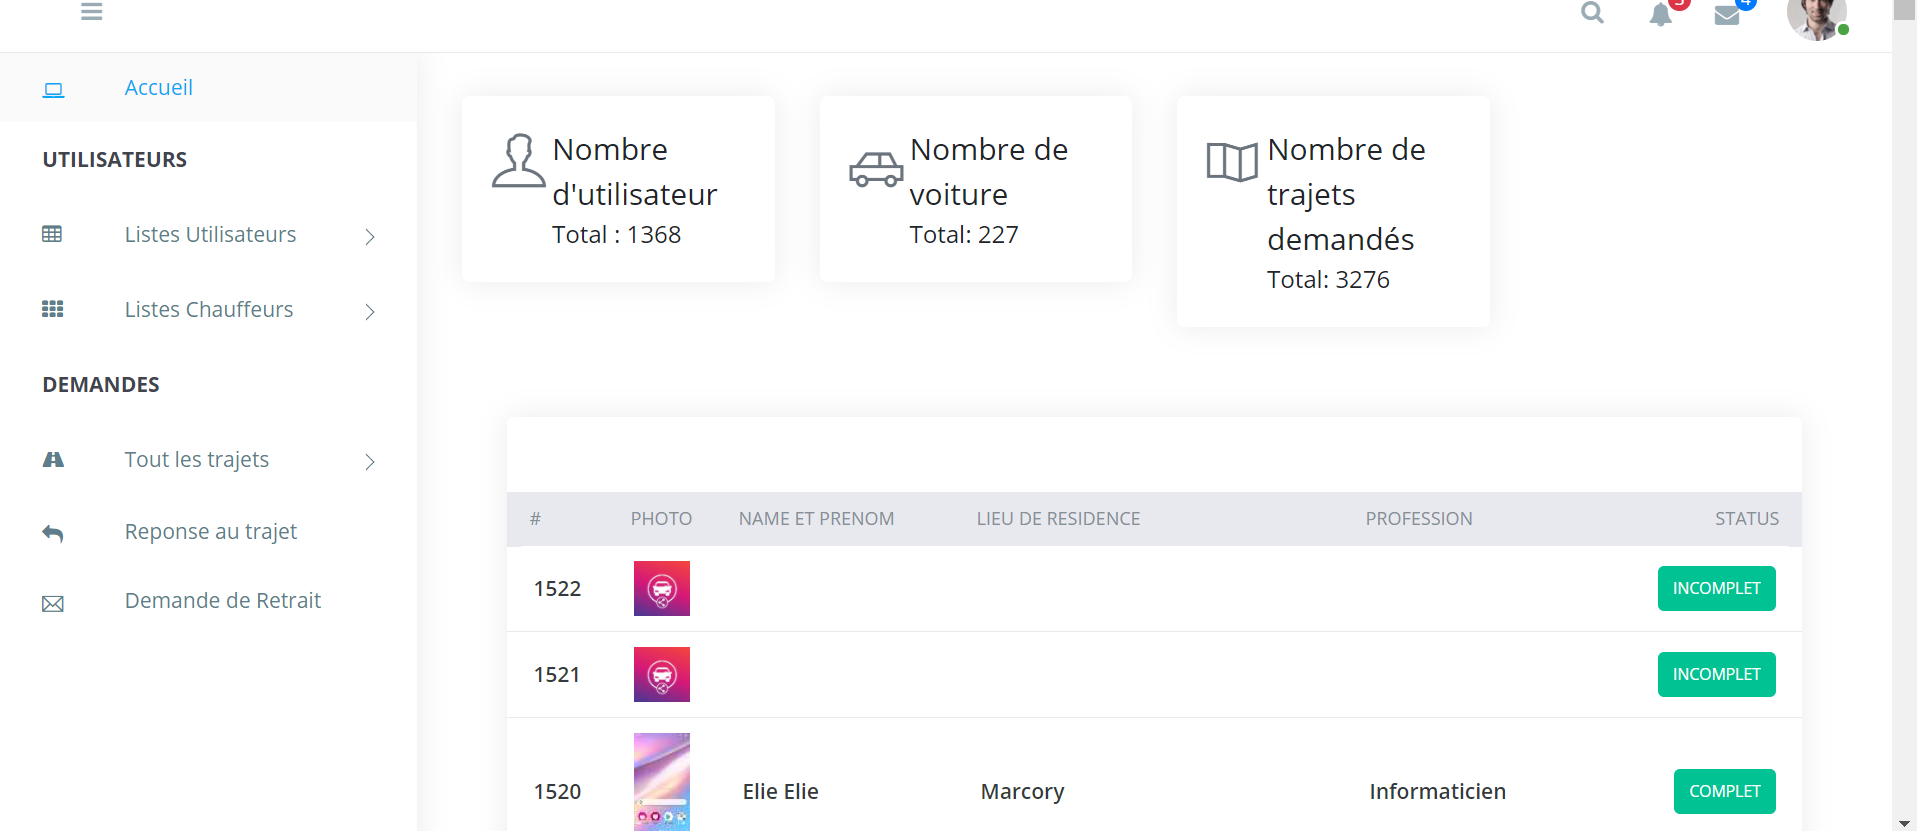 Accueil
UTILISATEURS
Listes Utilisateurs
Listes Chauffeurs
DEMANDES
Tout les trajets
Reponse au trajet
Demande de Retrait
Nombre
d'utilisateur
Total : 1368
Nombre de
voiture
Total: 227
Nombre de
trajets
demandés
Total: 3276
# PHOTO NAME ET PRENOM LIEU DE RESIDENCE PROFESSION STATUS
1522 INCOMPLET
1521 INCOMPLET
1520 Elie Elie Marcory Informaticien COMPLET